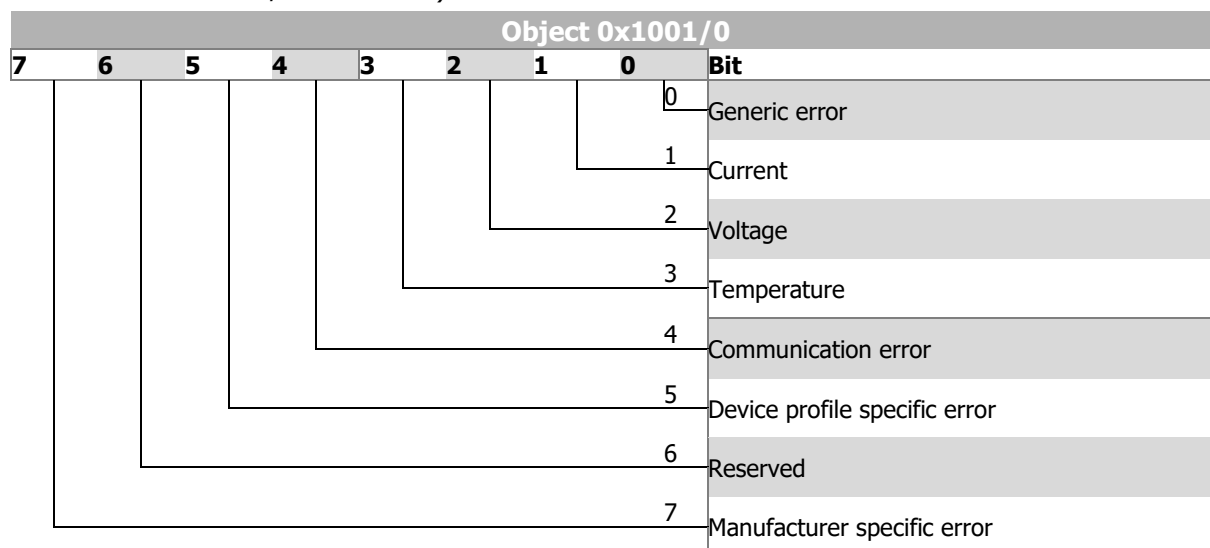 Object 0x1001/0
7 6 5 4 3 2 1 0 Bit
0 Generic error
1 Current
2 Voltage
3 Temperature
4 Communication error
5 Device profile specific error
6 Reserved
7 Manufacturer specific error